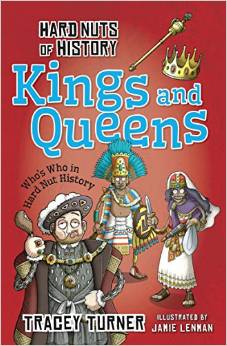 HARD NUTS
OF HISTORY
Kings and
Queens
Who's Who in
Hard Nut History
TRACEY TURNER
ILLUSTRATED BY
JAMIE LENMAN